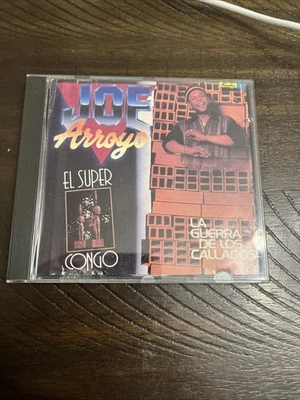 JOE
Arroyo
EL SUPER
CONGO
LA
GUERRA
DE LOS
CALLADOS